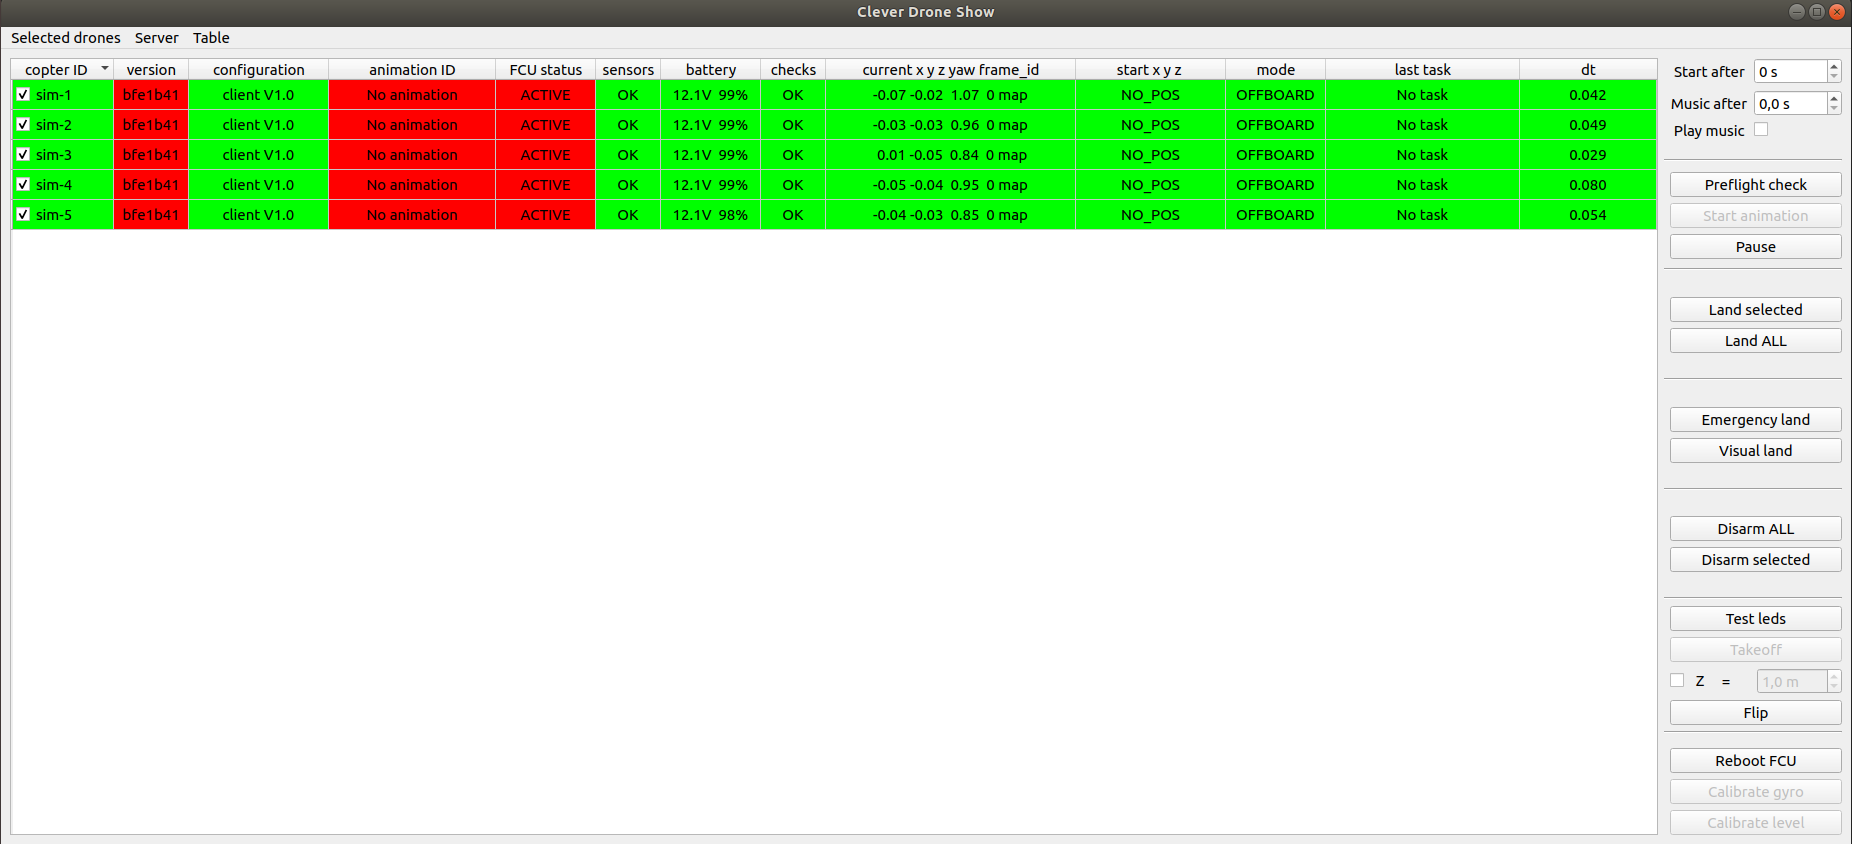 Clever Drone Show
Selected drones Server Table
copter ID version configuration animation ID FCU status sensors battery checks current x y z yaw frame_id start x y z mode last task dt
sim-1 bfe1b41 client V1.0 No animation ACTIVE OK 12.1V 99% OK -0.07 -0.02 1.07 0 map NO_POS OFFBOARD No task 0.042
sim-2 bfe1b41 client V1.0 No animation ACTIVE OK 12.1V 99% OK -0.03 -0.03 0.96 0 map NO_POS OFFBOARD No task 0.049
sim-3 bfe1b41 client V1.0 No animation ACTIVE OK 12.1V 99% OK 0.01 -0.05 0.84 0 map NO_POS OFFBOARD No task 0.029
sim-4 bfe1b41 client V1.0 No animation ACTIVE OK 12.1V 99% OK -0.05 -0.04 0.95 0 map NO_POS OFFBOARD No task 0.080
sim-5 bfe1b41 client V1.0 No animation ACTIVE OK 12.1V 98% OK -0.04 -0.03 0.85 0 map NO_POS OFFBOARD No task 0.054
Start after 0 s
Music after 0,0 s
Play music
Preflight check
Start animation
Pause
Land selected
Land ALL
Emergency land
Visual land
Disarm ALL
Disarm selected
Test leds
Takeoff
Z = 1,0 m
Flip
Reboot FCU
Calibrate gyro
Calibrate level